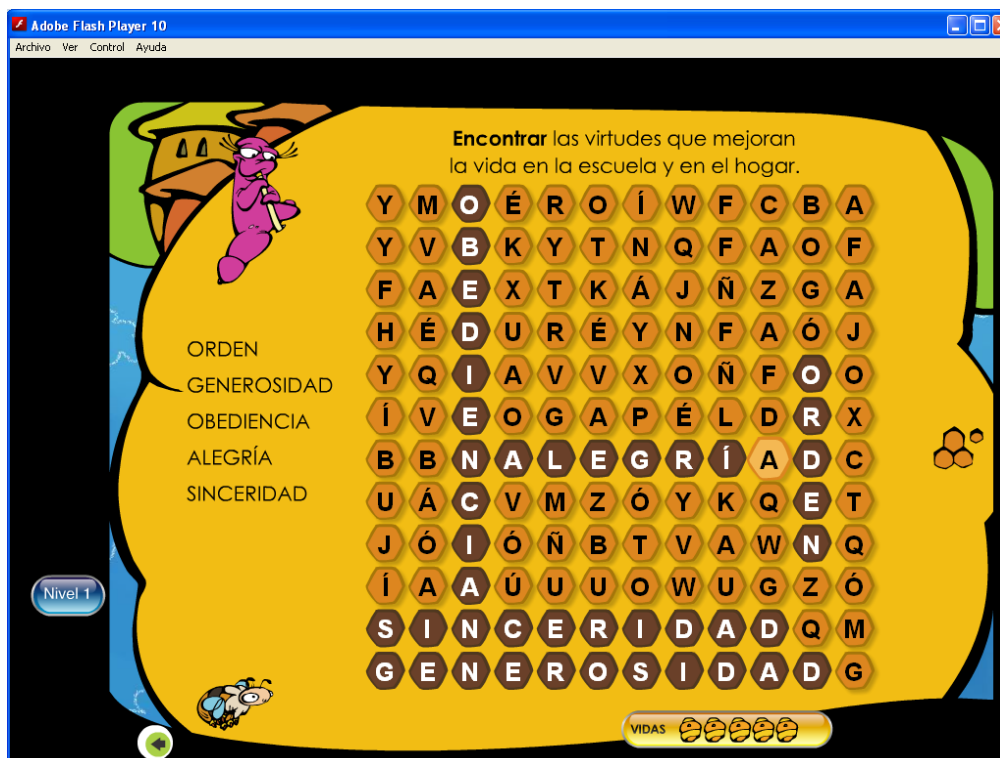 Adobe Flash Player 10
Archivo Ver Control Ayuda
Encontrar las virtudes que mejoran
la vida en la escuela y en el hogar.
Y M O É R O Í W F C B A
Y V B K Y T N Q F A O F
F A E X T K Á J Ñ Z G A
H É D U R É Y N F A Ó J
Y Q I A V V X O Ñ F O O
Í V E O G A P É L D R X
B B N A L E G R Í A D C
U Á C V M Z Ó Y K Q E T
J Ó I Ó Ñ B T V A W N Q
Í A A Ú U U O W U G Z Ó
S I N C E R I D A D Q M
G E N E R O S I D A D G
ORDEN
GENEROSIDAD
OBEDIENCIA
ALEGRÍA
SINCERIDAD
Nivel 1
VIDAS